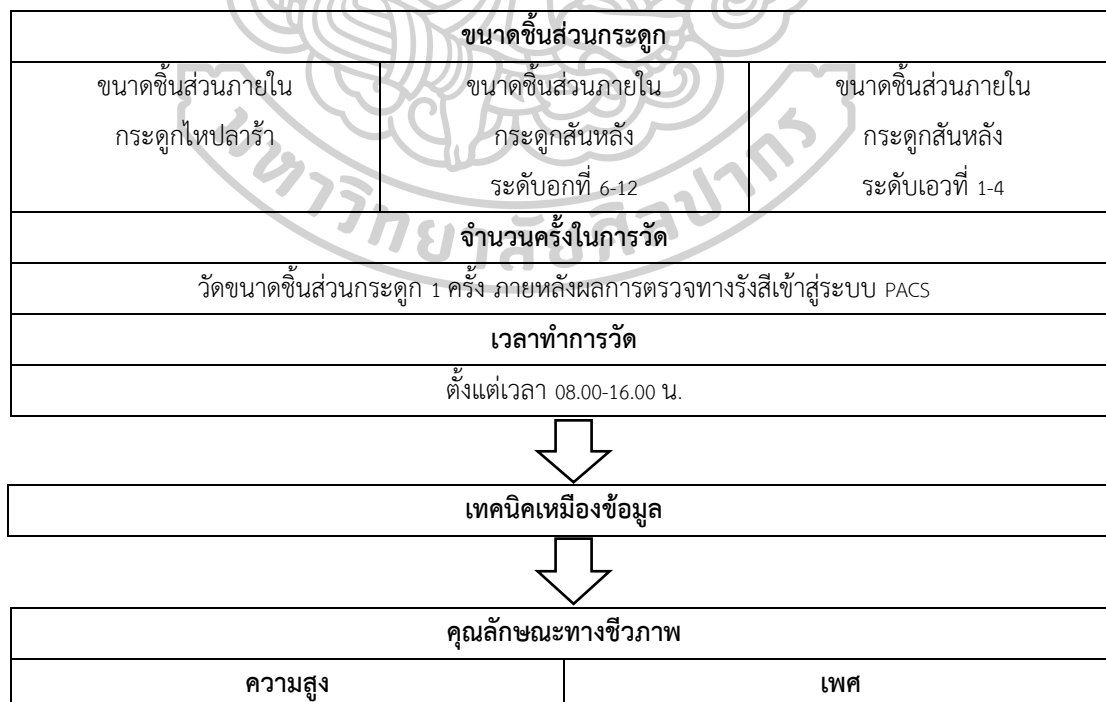 ขนาดชิ้นส่วนกระดูก
ขนาดชิ้นส่วนภายใน
กระดูกไหปลาร้า
ขนาดชิ้นส่วนภายใน
กระดูกสันหลัง
ระดับอกที่ 6-12
ขนาดชิ้นส่วนภายใน
กระดูกสันหลัง
ระดับเอวที่ 1-4
จำนวนครั้งในการวัด
วัดขนาดชิ้นส่วนกระดูก 1 ครั้ง ภายหลังผลการตรวจทางรังสีเข้าสู่ระบบ PACS
เวลาทำการวัด
ตั้งแต่เวลา 08.00-16.00 น.
เทคนิคเหมืองข้อมูล
คุณลักษณะทางชีวภาพ
ความสูง
เพศ